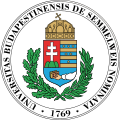 UNIVERSITAS BUDAPESTINENSIS DE SEMMELWEIS NOMINATA
• 1769 •